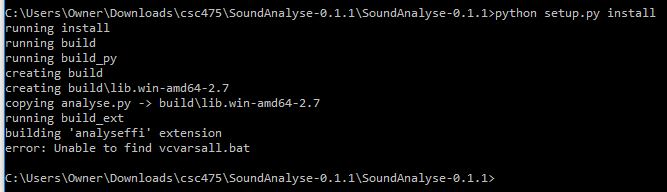 C:\Users\Owner\Downloads\csc475\SoundAnalyse-0.1.1\SoundAnalyse-0.1.1>python setup.py install
running install
running build
running build_py
creating build
creating build\lib.win-amd64-2.7
copying analyse.py -> build\lib.win-amd64-2.7
running build_ext
building 'analyseffi' extension
error: Unable to find vcvarsall.bat
C:\Users\Owner\Downloads\csc475\SoundAnalyse-0.1.1\SoundAnalyse-0.1.1>